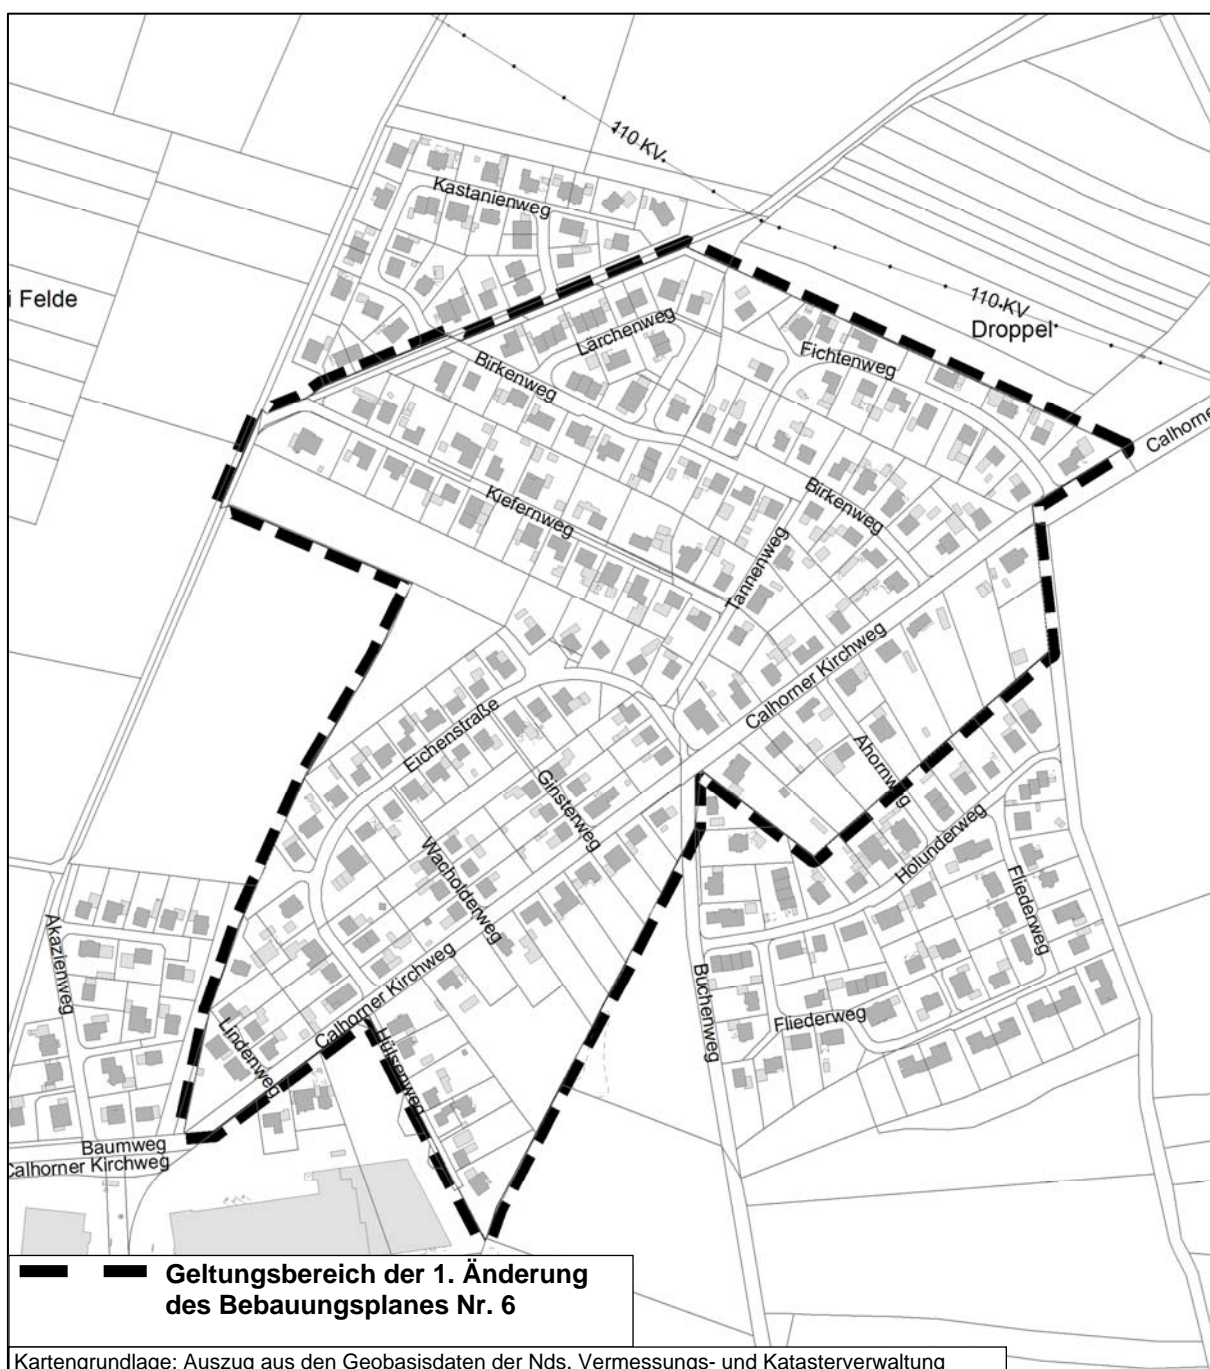 110 KV
Kastanienweg
i Felde
110 KV
Droppel
Lärchenweg
Fichtenweg
Birkenweg
Calhorne
Kiefernweg
Birkenweg
Tannenweg
Calhorner Kirchweg
Eichenstraße
Ahornweg
Ginsterweg
Holunderweg
Wacholderweg
Fliederweg
Akazienweg
Calhorner Kirchweg
Buchenweg
Fliederweg
Lindenweg
Hülsenweg
Baumweg
Calhorner Kirchweg
Geltungsbereich der 1. Änderung
des Bebauungsplanes Nr. 6
Kartengrundlage: Auszug aus den Geobasisdaten der Nds. Vermessungs- und Katasterverwaltung